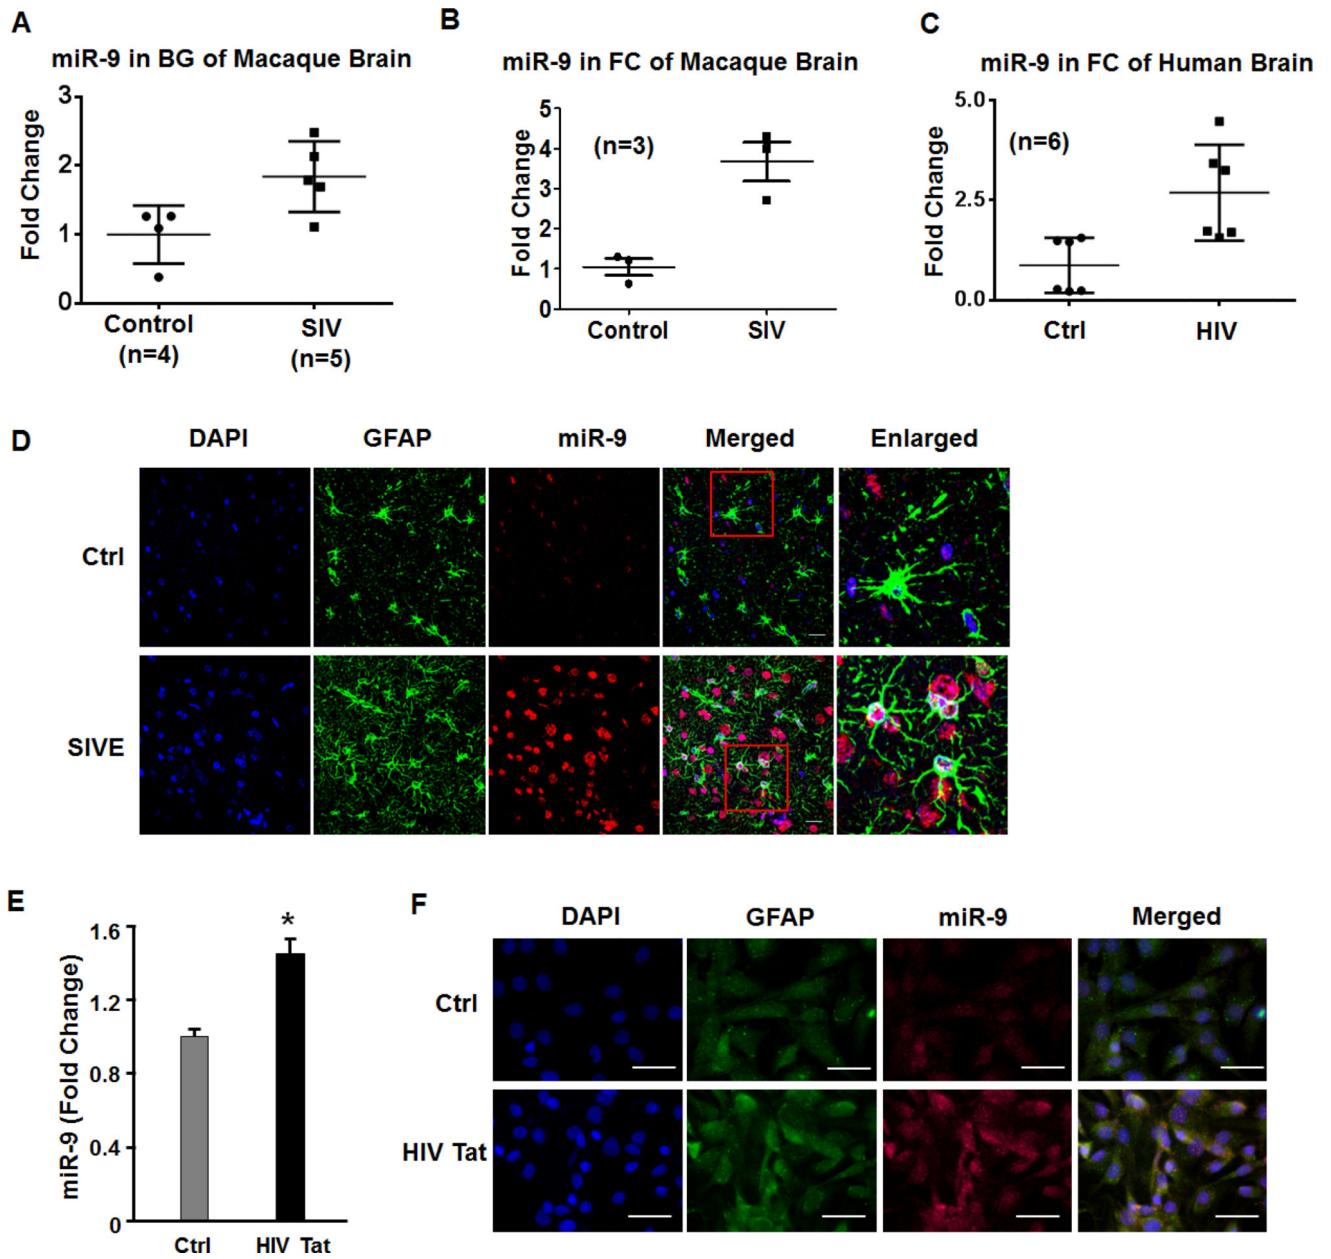 A
miR-9 in BG of Macaque Brain
Fold Change
3
2
1
0
Control
(n=4)
SIV
(n=5)
B
miR-9 in FC of Macaque Brain
Fold Change
5
4
3
2
1
0
(n=3)
Control
SIV
C
miR-9 in FC of Human Brain
Fold Change
5.0
2.5
0.0
(n=6)
Ctrl
HIV
D
DAPI
GFAP
miR-9
Merged
Enlarged
Ctrl
SIVE
E
miR-9 (Fold Change)
1.6
1.2
0.8
0.4
0
*
Ctrl
HIV Tat
F
DAPI
GFAP
miR-9
Merged
Ctrl
HIV Tat